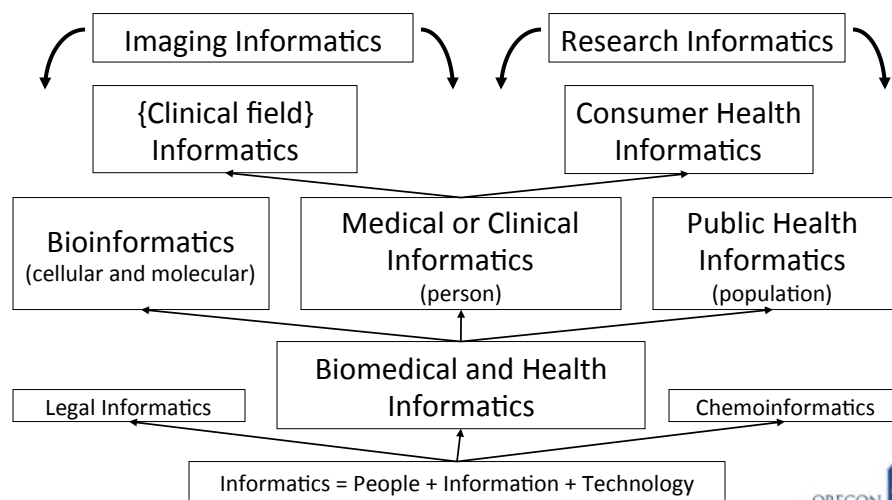 Imaging Informatics
Research Informatics
{Clinical field}
Informatics
Consumer Health
Informatics
Bioinformatics
(cellular and molecular)
Medical or Clinical
Informatics
(person)
Public Health
Informatics
(population)
Biomedical and Health
Informatics
Legal Informatics
Chemoinformatics
Informatics = People + Information + Technology
OREGON